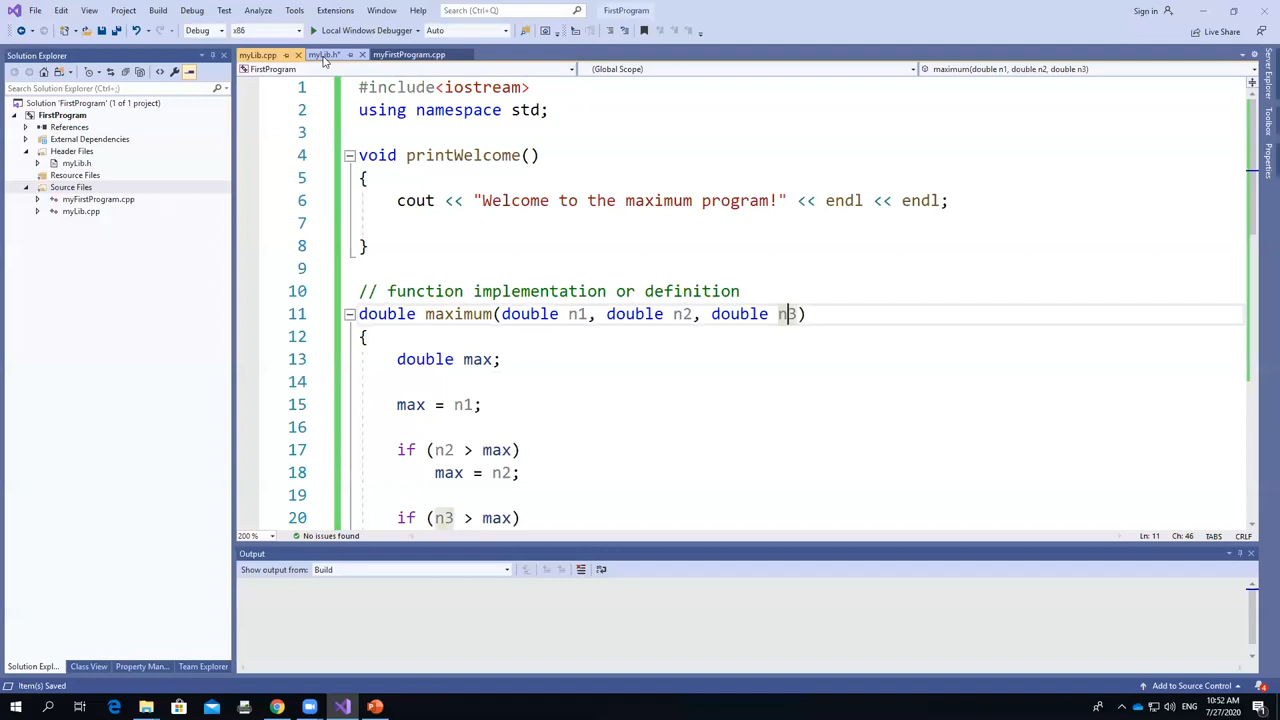 File Edit View Project Build Debug Test Analyze Tools Extensions Window Help Search (Ctrl+Q) FirstProgram Sign in
Debug x86 Local Windows Debugger Auto Live Share
Solution Explorer
Search Solution Explorer (Ctrl+;)
Solution 'FirstProgram' (1 of 1 project)
FirstProgram
References
External Dependencies
Header Files
myLib.h
Resource Files
Source Files
myFirstProgram.cpp
myLib.cpp
Solution Expl... Class View Property Man... Team Explorer
myLib.cpp myLib.h* myFirstProgram.cpp
FirstProgram (Global Scope) maximum(double n1, double n2, double n3)
1 #include<iostream>
2 using namespace std;
3
4 void printWelcome()
5 {
6 cout << "Welcome to the maximum program!" << endl << endl;
7
8 }
9
10 // function implementation or definition
11 double maximum(double n1, double n2, double n3)
12 {
13 double max;
14
15 max = n1;
16
17 if (n2 > max)
18 max = n2;
19
20 if (n3 > max)
200 % No issues found Ln: 11 Ch: 46 TABS CRLF
Output
Show output from: Build
Server Explorer
Toolbox
Properties
Item(s) Saved Add to Source Control 4
10:52 AM
7/27/2020